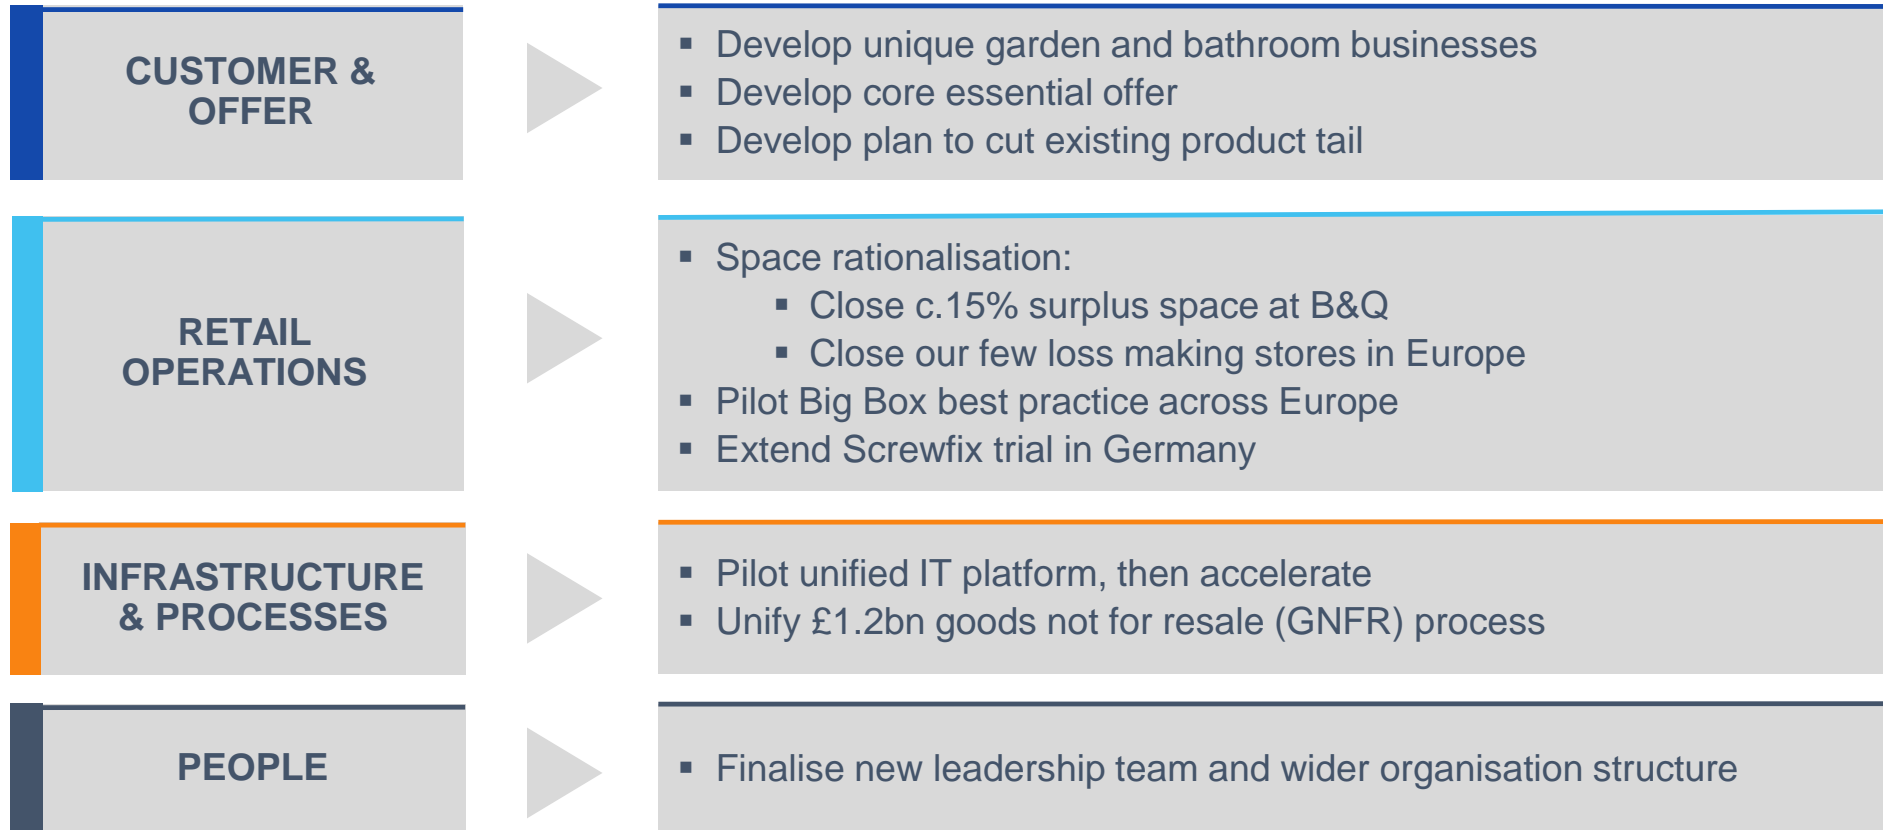 CUSTOMER &
OFFER
▪ Develop unique garden and bathroom businesses
▪ Develop core essential offer
▪ Develop plan to cut existing product tail
RETAIL
OPERATIONS
▪ Space rationalisation:
▪ Close c.15% surplus space at B&Q
▪ Close our few loss making stores in Europe
▪ Pilot Big Box best practice across Europe
▪ Extend Screwfix trial in Germany
INFRASTRUCTURE
& PROCESSES
▪ Pilot unified IT platform, then accelerate
▪ Unify £1.2bn goods not for resale (GNFR) process
PEOPLE
▪ Finalise new leadership team and wider organisation structure